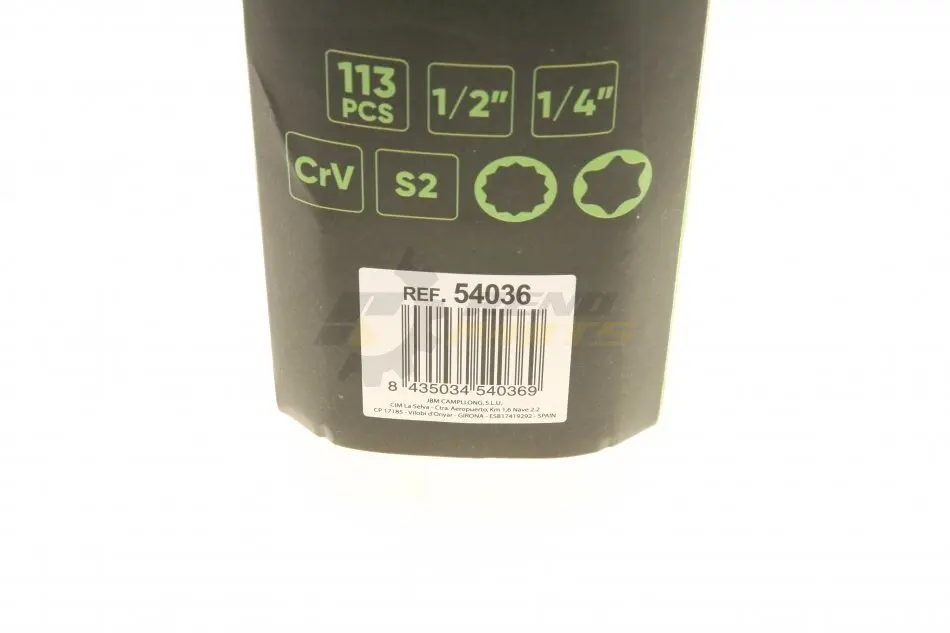 113
PCS
1/2"
1/4"
CrV
S2
REF. 54036
8 435034 540369
JBM CAMPLLONG, S.L.U.
CIM La Selva - Ctra. Aeropuerto, Km 1,6 Nave 2.2
CP 17185 - Vilobi d'Onyar - GIRONA - ESB17419292 - SPAIN